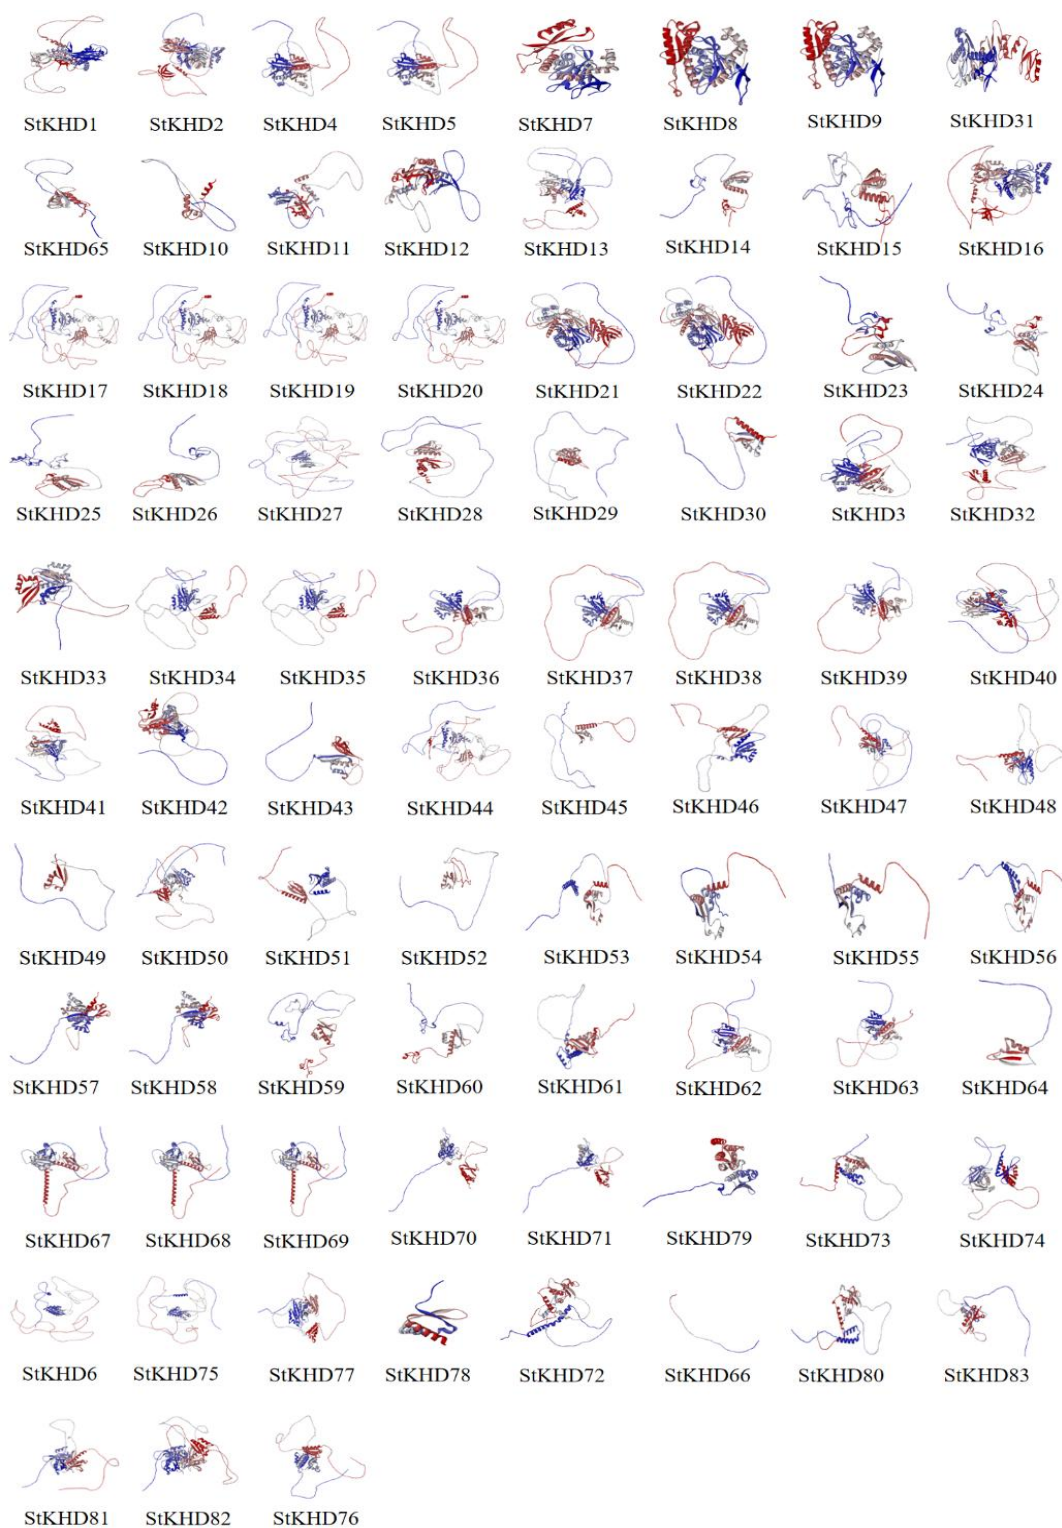 StKHD1 StKHD2 StKHD4 StKHD5 StKHD7 StKHD8 StKHD9 StKHD31
StKHD65 StKHD10 StKHD11 StKHD12 StKHD13 StKHD14 StKHD15 StKHD16
StKHD17 StKHD18 StKHD19 StKHD20 StKHD21 StKHD22 StKHD23 StKHD24
StKHD25 StKHD26 StKHD27 StKHD28 StKHD29 StKHD30 StKHD3 StKHD32
StKHD33 StKHD34 StKHD35 StKHD36 StKHD37 StKHD38 StKHD39 StKHD40
StKHD41 StKHD42 StKHD43 StKHD44 StKHD45 StKHD46 StKHD47 StKHD48
StKHD49 StKHD50 StKHD51 StKHD52 StKHD53 StKHD54 StKHD55 StKHD56
StKHD57 StKHD58 StKHD59 StKHD60 StKHD61 StKHD62 StKHD63 StKHD64
StKHD67 StKHD68 StKHD69 StKHD70 StKHD71 StKHD79 StKHD73 StKHD74
StKHD6 StKHD75 StKHD77 StKHD78 StKHD72 StKHD66 StKHD80 StKHD83
StKHD81 StKHD82 StKHD76